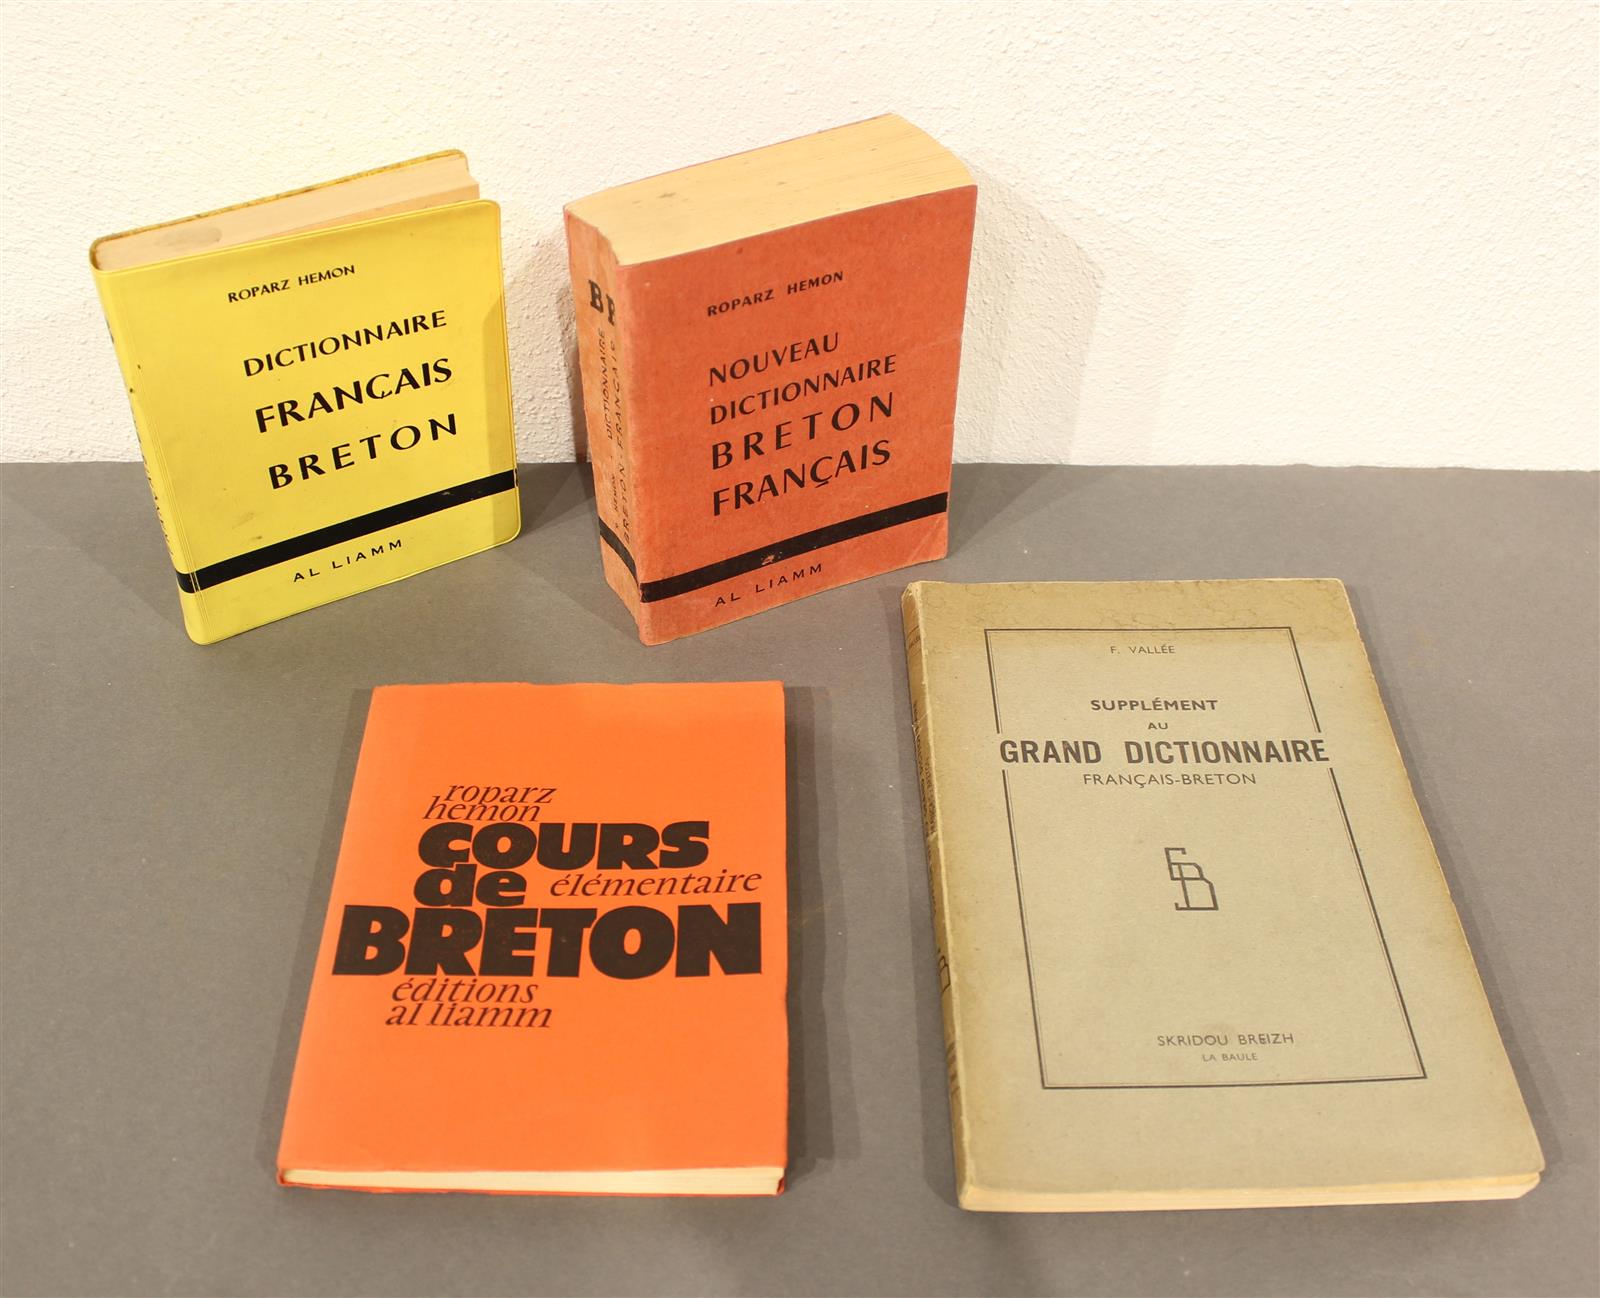 ROPARZ HEMON
DICTIONNAIRE
FRANÇAIS
BRETON
AL LIAMM
ROPARZ HEMON
NOUVEAU
DICTIONNAIRE
BRETON
FRANÇAIS
AL LIAMM
R. HEMON
DICTIONNAIRE
BRETON-FRANÇAIS
roparz
hemon
COURS
de élémentaire
BRETON
éditions
al liamm
F. VALLÉE
SUPPLÉMENT
AU
GRAND DICTIONNAIRE
FRANÇAIS-BRETON
SB
SKRIDOU BREIZH
LA BAULE